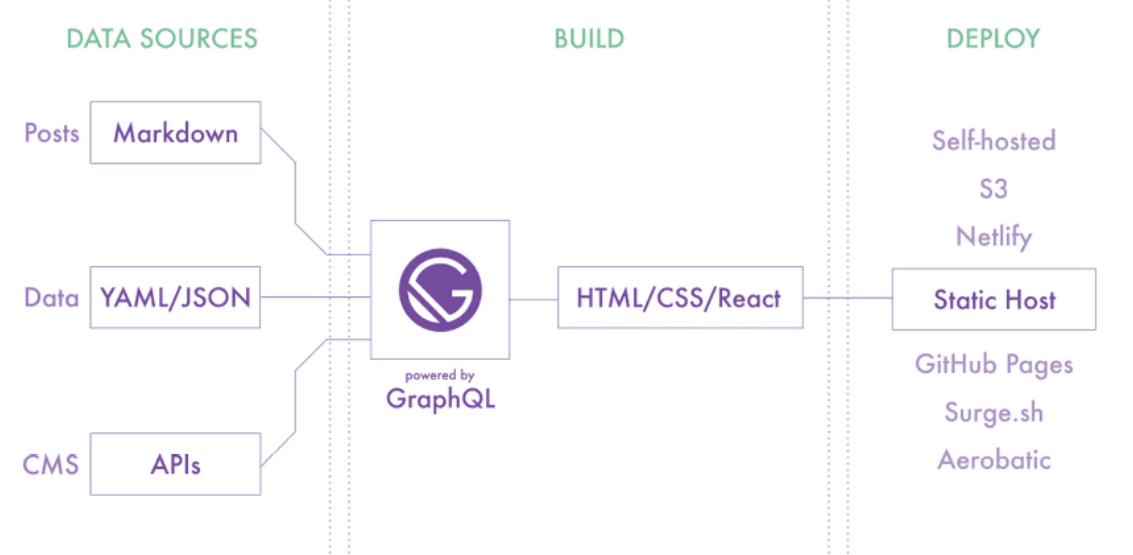 DATA SOURCES
BUILD
DEPLOY
Posts
Markdown
Data
YAML/JSON
CMS
APIs
powered by
GraphQL
HTML/CSS/React
Self-hosted
S3
Netlify
Static Host
GitHub Pages
Surge.sh
Aerobatic